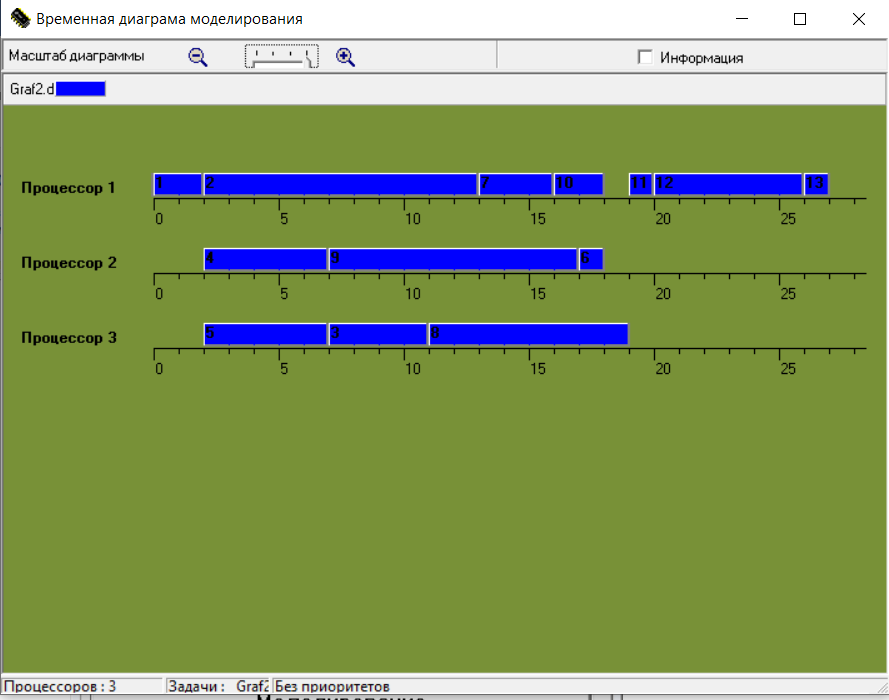 Временная диаграма моделирования
Масштаб диаграммы Информация
Graf2.d
Процессор 1 1 2 7 10 11 12 13
0 5 10 15 20 25
Процессор 2 4 9 6
0 5 10 15 20 25
Процессор 3 5 3 8
0 5 10 15 20 25
Процессоров : 3 Задачи : Graf2 Без приоритетов